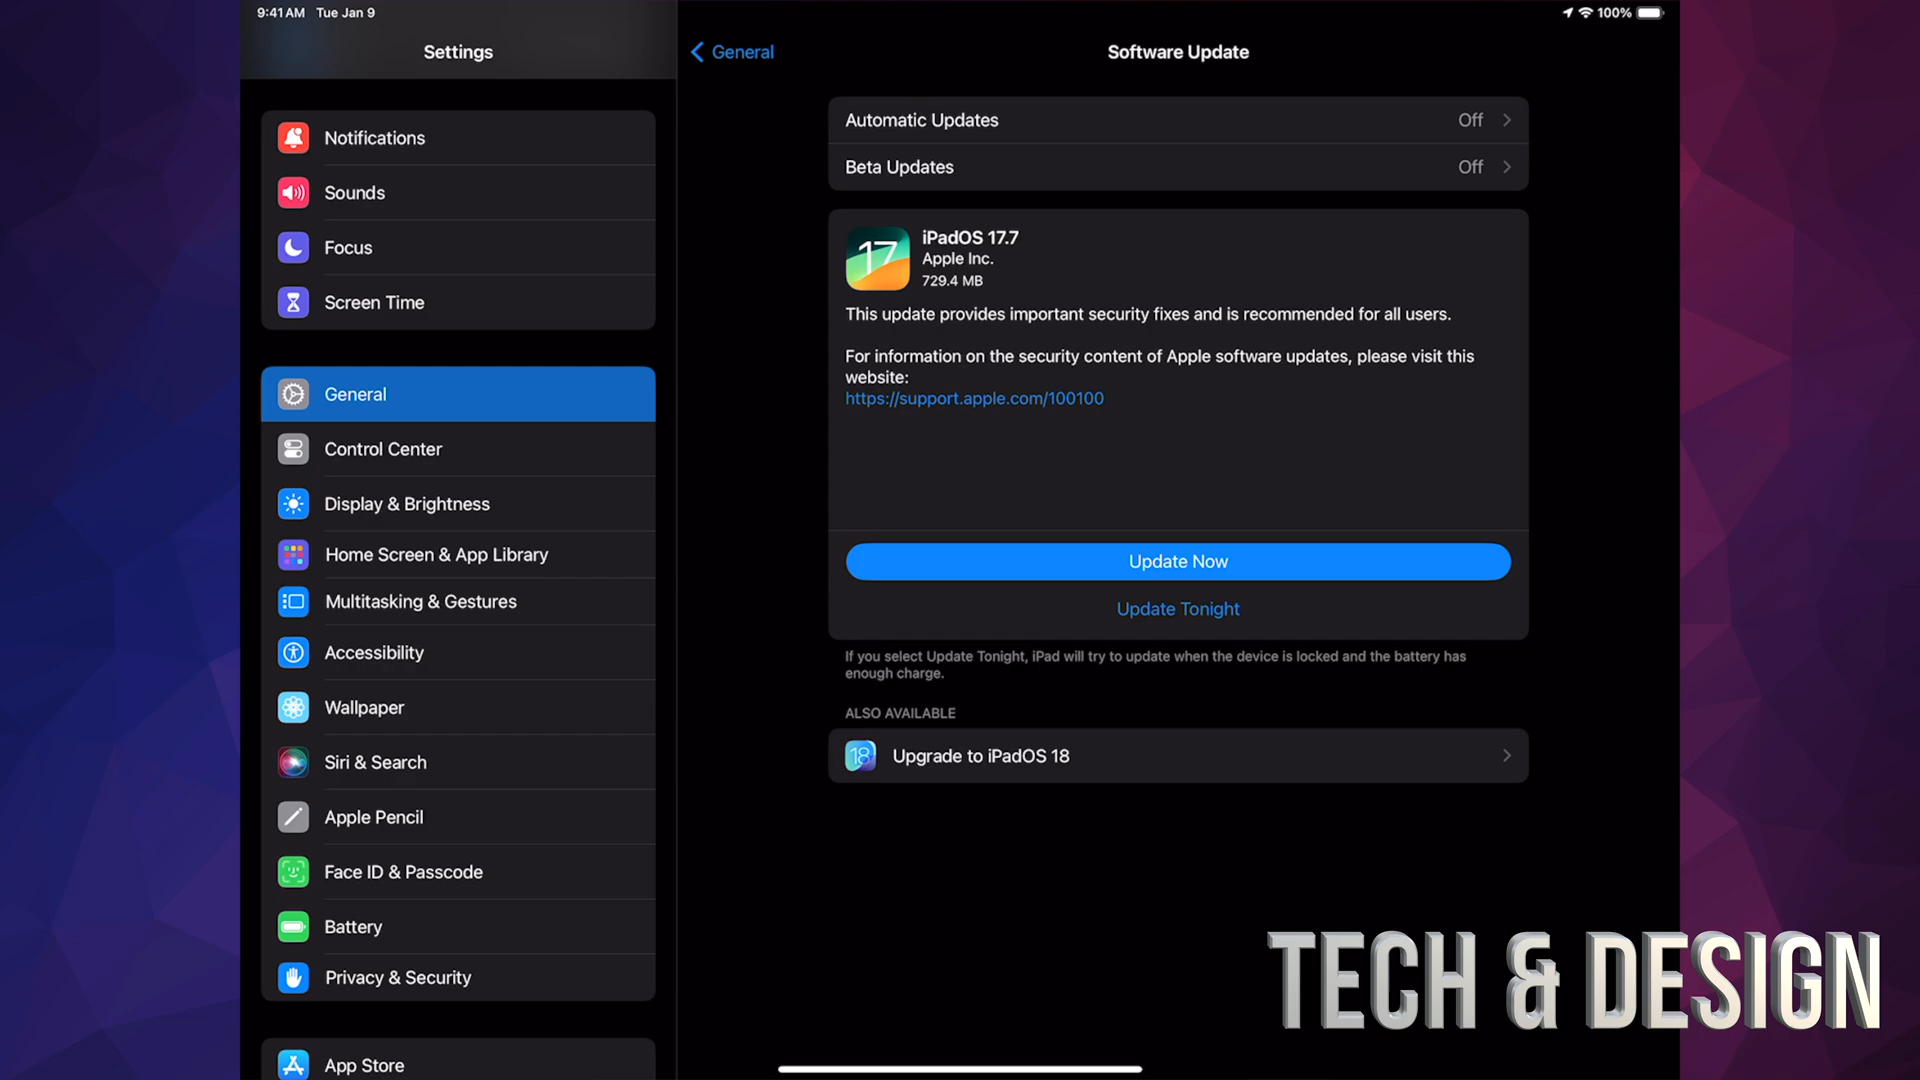 9:41 AM Tue Jan 9
100%
Settings
Notifications
Sounds
Focus
Screen Time
General
Control Center
Display & Brightness
Home Screen & App Library
Multitasking & Gestures
Accessibility
Wallpaper
Siri & Search
Apple Pencil
Face ID & Passcode
Battery
Privacy & Security
App Store
General
Software Update
Automatic Updates Off
Beta Updates Off
17
iPadOS 17.7
Apple Inc.
729.4 MB
This update provides important security fixes and is recommended for all users.
For information on the security content of Apple software updates, please visit this
website:
https://support.apple.com/100100
Update Now
Update Tonight
If you select Update Tonight, iPad will try to update when the device is locked and the battery has
enough charge.
ALSO AVAILABLE
18
Upgrade to iPadOS 18
TECH & DESIGN